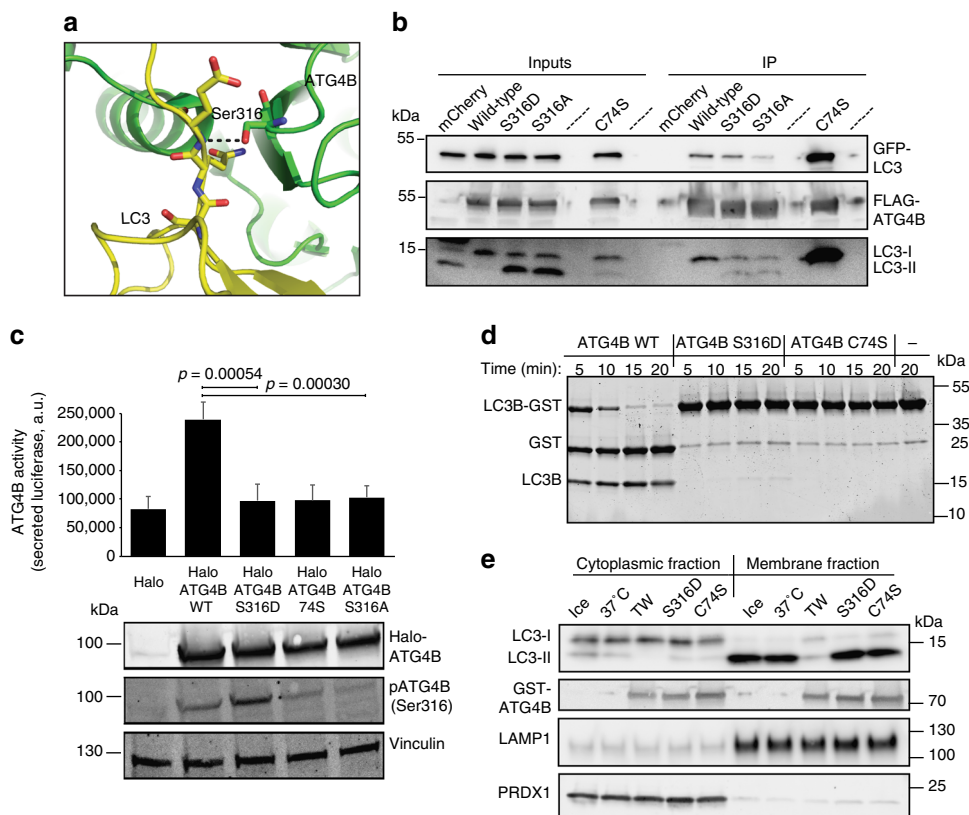 a
ATG4B
Ser316
LC3
b
Inputs
IP
mCherry
Wild-type
S316D
S316A
C74S
mCherry
Wild-type
S316D
S316A
C74S
kDa
55
GFP-
LC3
55
FLAG-
ATG4B
15
LC3-I
LC3-II
c
p = 0.00054
p = 0.00030
ATG4B activity
(secreted luciferase, a.u.)
250,000
200,000
150,000
100,000
50,000
0
Halo
Halo
ATG4B
WT
Halo
ATG4B
S316D
Halo
ATG4B
74S
Halo
ATG4B
S316A
kDa
100
Halo-
ATG4B
100
pATG4B
(Ser316)
130
Vinculin
d
ATG4B WT
ATG4B S316D
ATG4B C74S
–
kDa
Time (min): 5 10 15 20 5 10 15 20 5 10 15 20 20
LC3B-GST
GST
LC3B
55
35
25
15
10
e
Cytoplasmic fraction
Membrane fraction
Ice
37˚C
TW
S316D
C74S
Ice
37˚C
TW
S316D
C74S
kDa
LC3-I
LC3-II
15
GST-
ATG4B
70
LAMP1
130
100
PRDX1
25